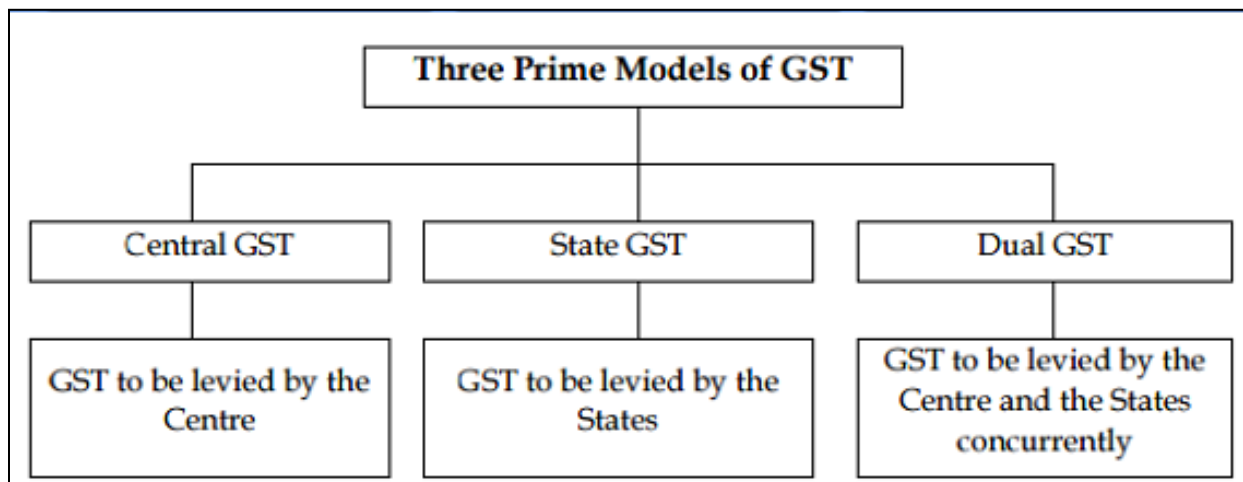 Three Prime Models of GST
Central GST
State GST
Dual GST
GST to be levied by the
Centre
GST to be levied by the
States
GST to be levied by the
Centre and the States
concurrently